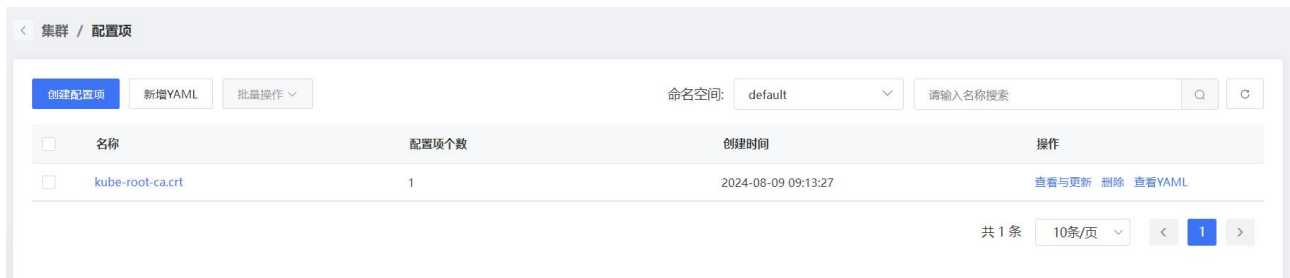 集群 / 配置项
创建配置项 新增YAML 批量操作 命名空间: default 请输入名称搜索
名称 配置项个数 创建时间 操作
kube-root-ca.crt 1 2024-08-09 09:13:27 查看与更新 删除 查看YAML
共 1 条 10条/页 1